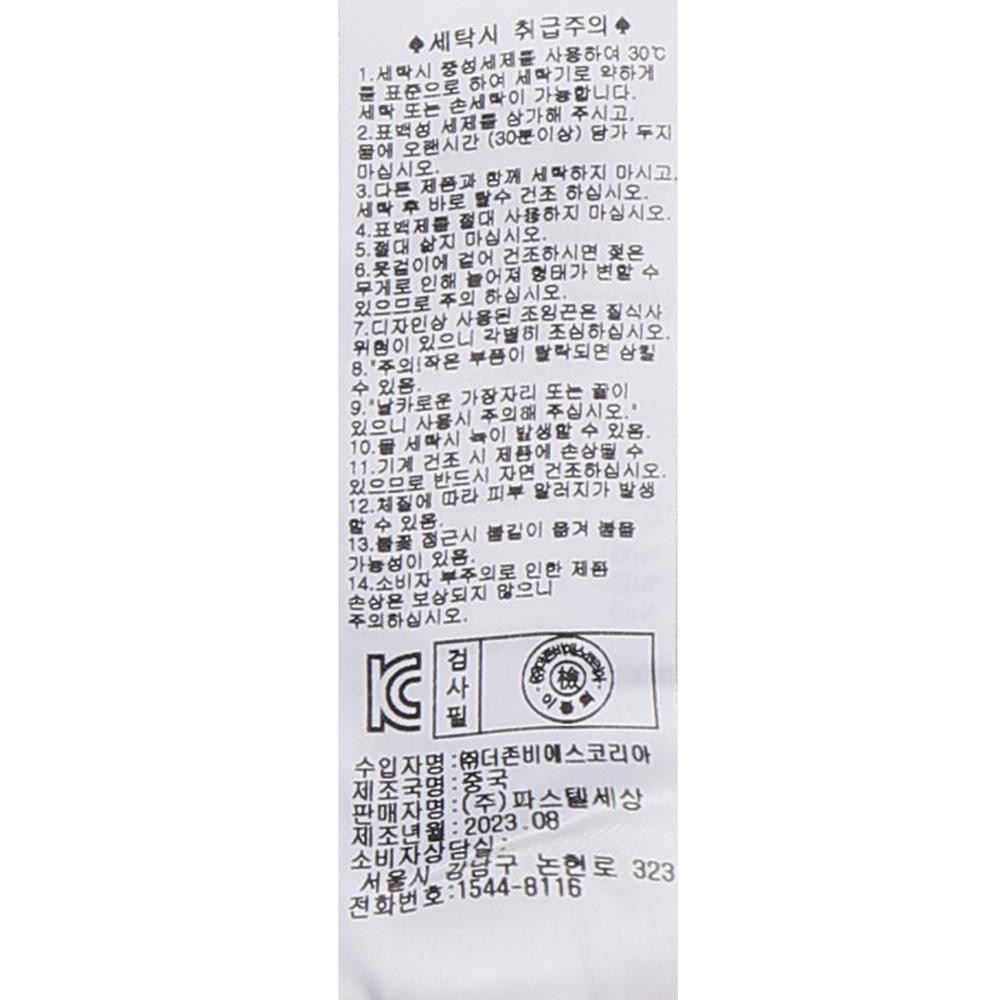 ♠세탁시 취급주의♠
1.세탁시 중성세제를 사용하여 30℃
를 표준으로 하여 세탁기로 약하게
세탁 또는 손세탁이 가능합니다.
2.표백성 세제를 삼가해 주시고,
물에 오랜시간 (30분이상) 담가 두지
마십시오.
3.다른 제품과 함께 세탁하지 마시고,
세탁 후 바로 탈수 건조 하십시오.
4.표백제를 절대 사용하지 마십시오.
5.절대 삶지 마십시오.
6.옷걸이에 걸어 건조하시면 젖은
무게로 인해 늘어져 형태가 변할 수
있으므로 주의 하십시오.
7.디자인상 사용된 조임끈은 질식사
위험이 있으니 각별히 조심하십시오.
8."주의!작은 부품이 탈락되면 삼킬
수 있음.
9."날카로운 가장자리 또는 끝이
있으니 사용시 주의해 주십시오."
10.물 세탁시 녹이 발생할 수 있음.
11.기계 건조 시 제품에 손상될 수
있으므로 반드시 자연 건조하십시오.
12.체질에 따라 피부 알러지가 발생
할 수 있음.
13.불꽃 접근시 불길이 옮겨 붙을
가능성이 있음.
14.소비자 부주의로 인한 제품
손상은 보상되지 않으니
주의하십시오.
KC
검사필
㈜더존비에스코리아
檢
수입자명:㈜더존비에스코리아
제조국명:중국
판매자명:(주)파스텔세상
제조년월:2023.08
소비자상담실:
서울시 강남구 논현로 323
전화번호:1544-8116